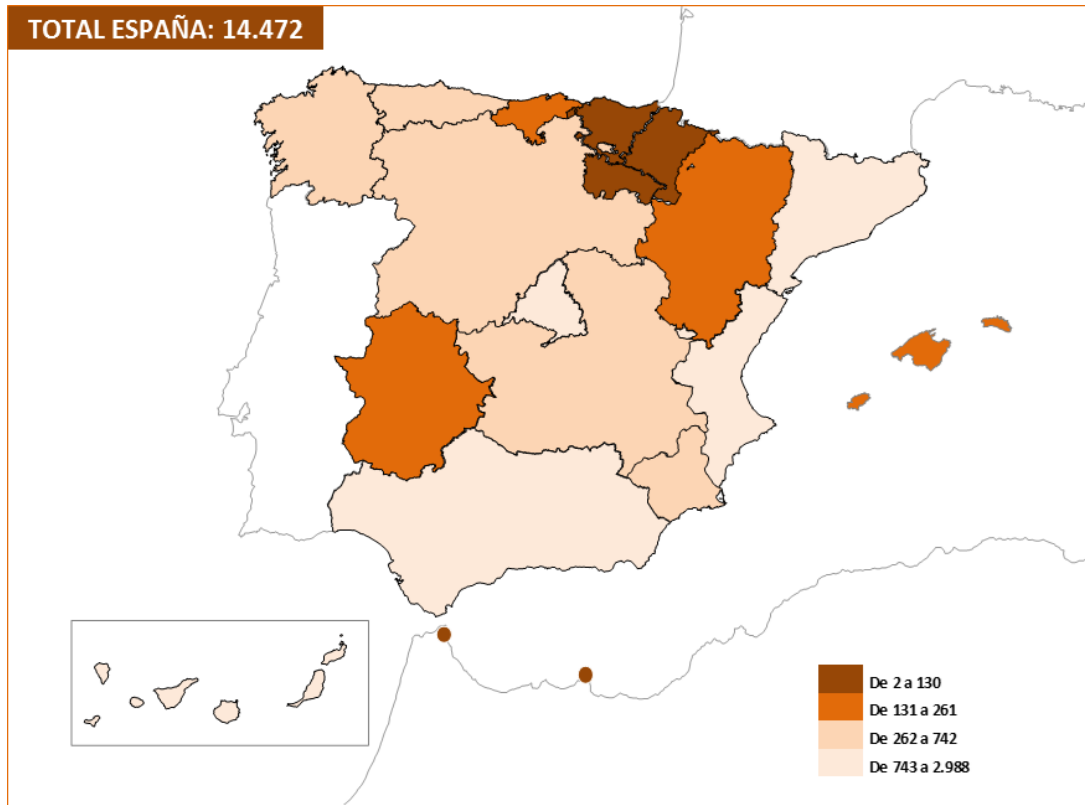 TOTAL ESPAÑA: 14.472
De 2 a 130
De 131 a 261
De 262 a 742
De 743 a 2.988